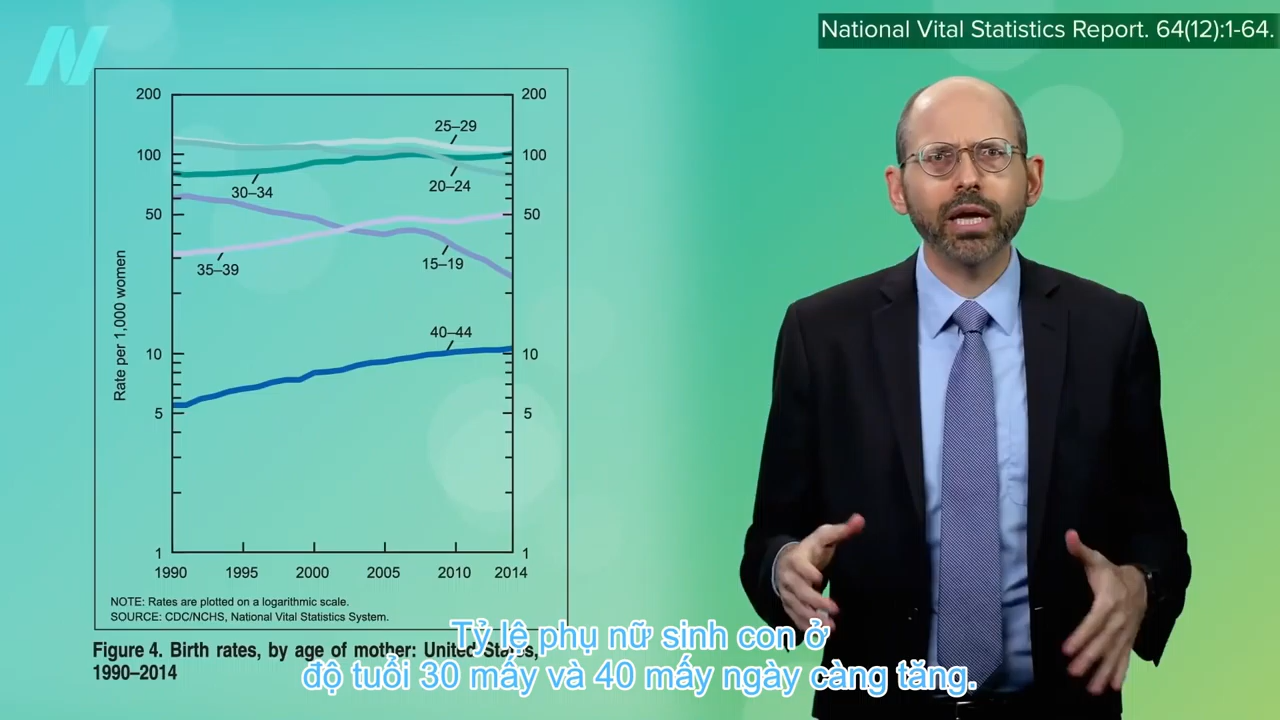 N
National Vital Statistics Report. 64(12):1-64.
200
200
25–29
100
100
30–34
20–24
50
50
35–39
15–19
Rate per 1,000 women
40–44
10
10
5
5
1
1
1990 1995 2000 2005 2010 2014
NOTE: Rates are plotted on a logarithmic scale.
SOURCE: CDC/NCHS, National Vital Statistics System.
Figure 4. Birth rates, by age of mother: United States,
1990–2014
Tỷ lệ phụ nữ sinh con ở
độ tuổi 30 mấy và 40 mấy ngày càng tăng.